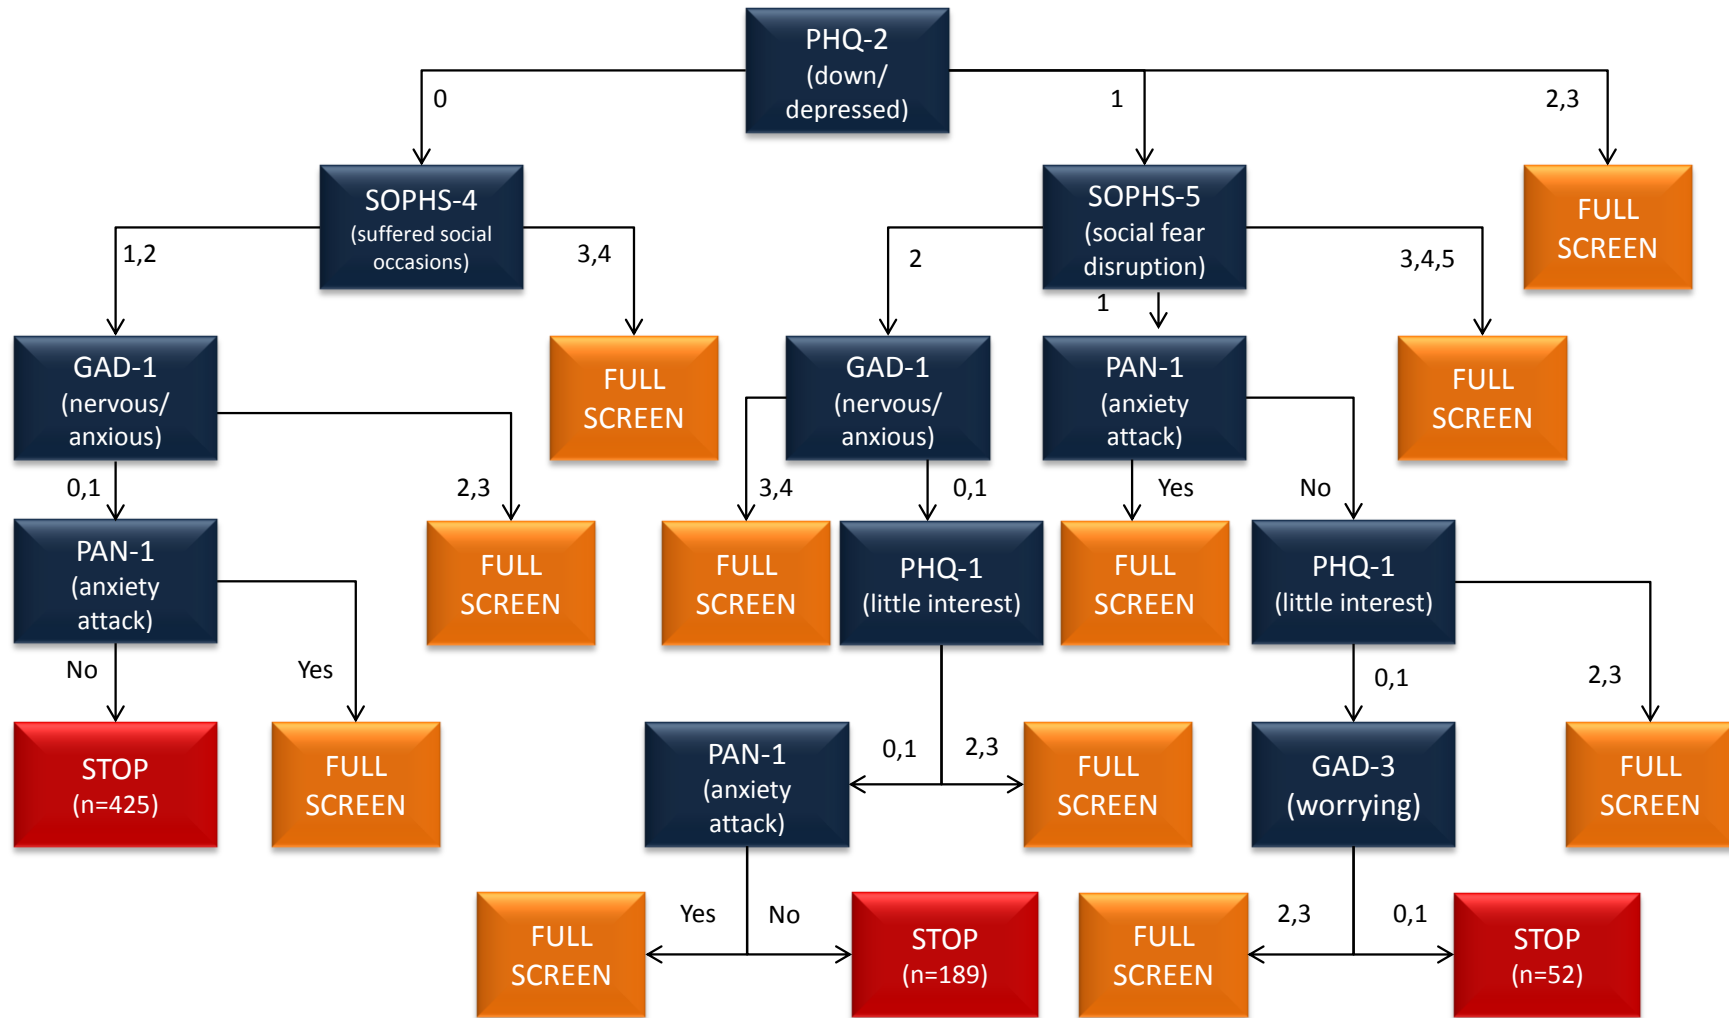 PHQ-2
(down/
depressed)
0
1
2,3
SOPHS-4
(suffered social
occasions)
SOPHS-5
(social fear
disruption)
FULL
SCREEN
1,2
3,4
2
1
3,4,5
GAD-1
(nervous/
anxious)
FULL
SCREEN
GAD-1
(nervous/
anxious)
PAN-1
(anxiety
attack)
FULL
SCREEN
0,1
2,3
3,4
0,1
Yes
No
PAN-1
(anxiety
attack)
FULL
SCREEN
FULL
SCREEN
PHQ-1
(little interest)
FULL
SCREEN
PHQ-1
(little interest)
No
Yes
0,1
2,3
0,1
2,3
STOP
(n=425)
FULL
SCREEN
PAN-1
(anxiety
attack)
FULL
SCREEN
GAD-3
(worrying)
FULL
SCREEN
Yes
No
2,3
0,1
FULL
SCREEN
STOP
(n=189)
FULL
SCREEN
STOP
(n=52)